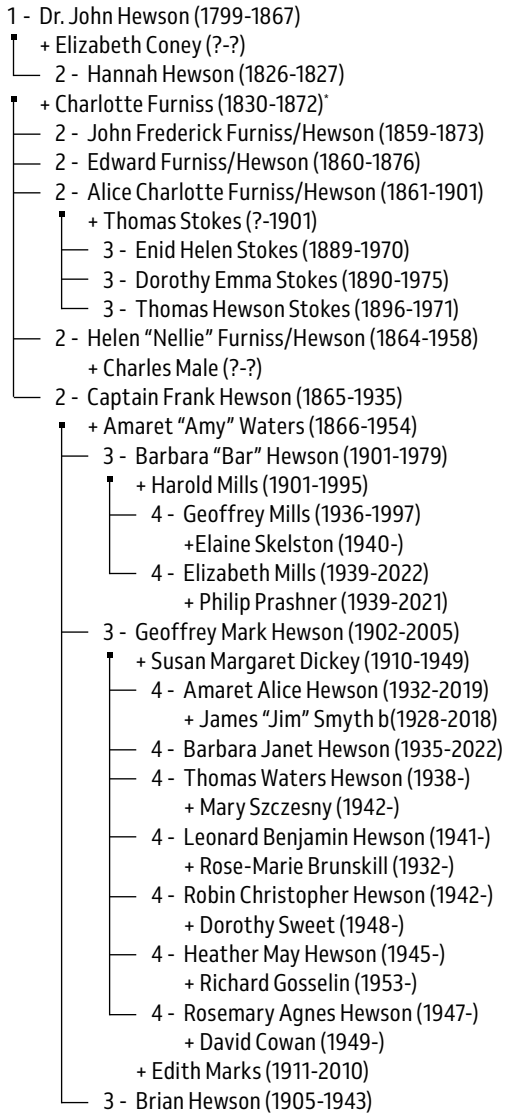 1 - Dr. John Hewson (1799-1867)
+ Elizabeth Coney (?-?)
2 - Hannah Hewson (1826-1827)
+ Charlotte Furniss (1830-1872)*
2 - John Frederick Furniss/Hewson (1859-1873)
2 - Edward Furniss/Hewson (1860-1876)
2 - Alice Charlotte Furniss/Hewson (1861-1901)
+ Thomas Stokes (?-1901)
3 - Enid Helen Stokes (1889-1970)
3 - Dorothy Emma Stokes (1890-1975)
3 - Thomas Hewson Stokes (1896-1971)
2 - Helen “Nellie” Furniss/Hewson (1864-1958)
+ Charles Male (?-?)
2 - Captain Frank Hewson (1865-1935)
+ Amaret “Amy” Waters (1866-1954)
3 - Barbara “Bar” Hewson (1901-1979)
+ Harold Mills (1901-1995)
4 - Geoffrey Mills (1936-1997)
+Elaine Skelston (1940-)
4 - Elizabeth Mills (1939-2022)
+ Philip Prashner (1939-2021)
3 - Geoffrey Mark Hewson (1902-2005)
+ Susan Margaret Dickey (1910-1949)
4 - Amaret Alice Hewson (1932-2019)
+ James “Jim” Smyth b(1928-2018)
4 - Barbara Janet Hewson (1935-2022)
4 - Thomas Waters Hewson (1938-)
+ Mary Szczesny (1942-)
4 - Leonard Benjamin Hewson (1941-)
+ Rose-Marie Brunskill (1932-)
4 - Robin Christopher Hewson (1942-)
+ Dorothy Sweet (1948-)
4 - Heather May Hewson (1945-)
+ Richard Gosselin (1953-)
4 - Rosemary Agnes Hewson (1947-)
+ David Cowan (1949-)
+ Edith Marks (1911-2010)
3 - Brian Hewson (1905-1943)